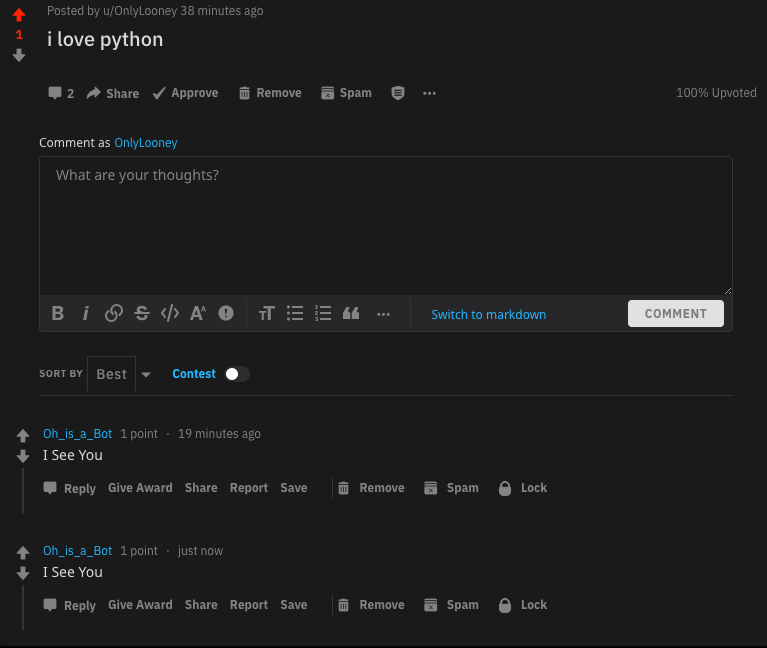 Posted by u/OnlyLooney 38 minutes ago
1
i love python
2 Share Approve Remove Spam ... 100% Upvoted
Comment as OnlyLooney
What are your thoughts?
B i S </> A^ ! TT ... Switch to markdown COMMENT
SORT BY Best Contest
Oh_is_a_Bot 1 point · 19 minutes ago
I See You
Reply Give Award Share Report Save Remove Spam Lock
Oh_is_a_Bot 1 point · just now
I See You
Reply Give Award Share Report Save Remove Spam Lock